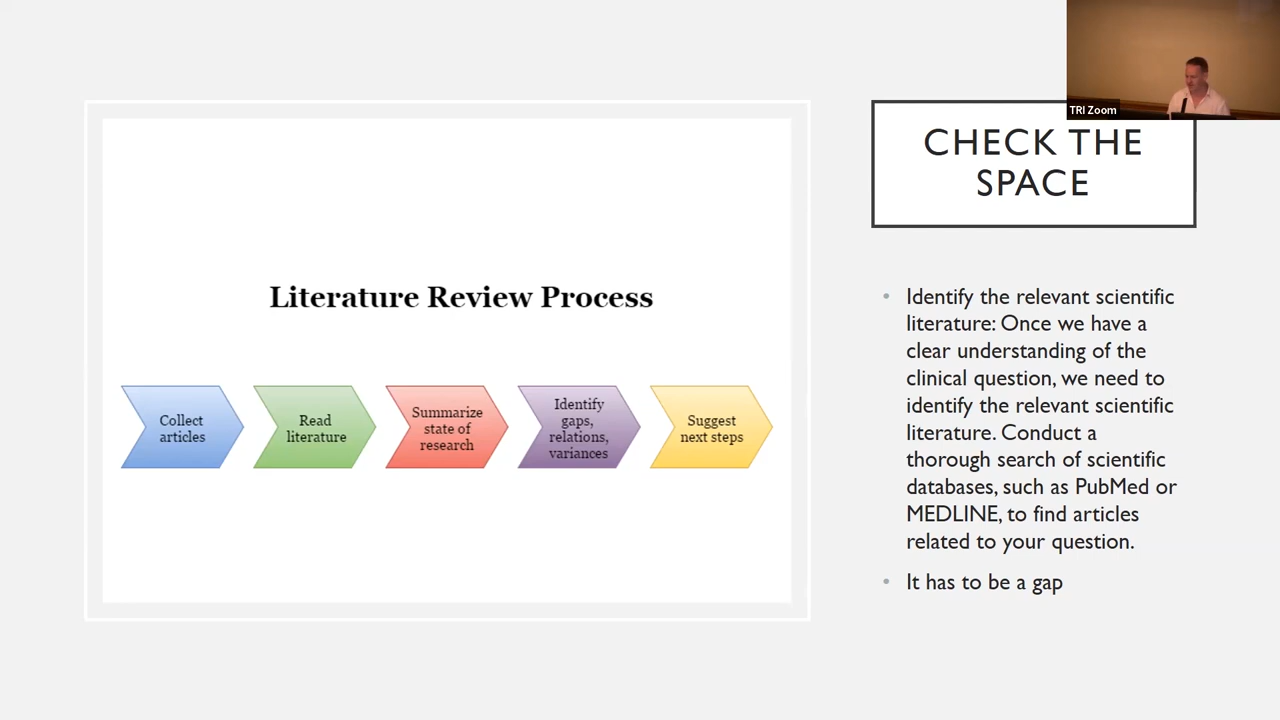 TRI Zoom
CHECK THE
SPACE
Literature Review Process
Collect
articles
Read
literature
Summarize
state of
research
Identify
gaps,
relations,
variances
Suggest
next steps
• Identify the relevant scientific
literature: Once we have a
clear understanding of the
clinical question, we need to
identify the relevant scientific
literature. Conduct a
thorough search of scientific
databases, such as PubMed or
MEDLINE, to find articles
related to your question.
• It has to be a gap